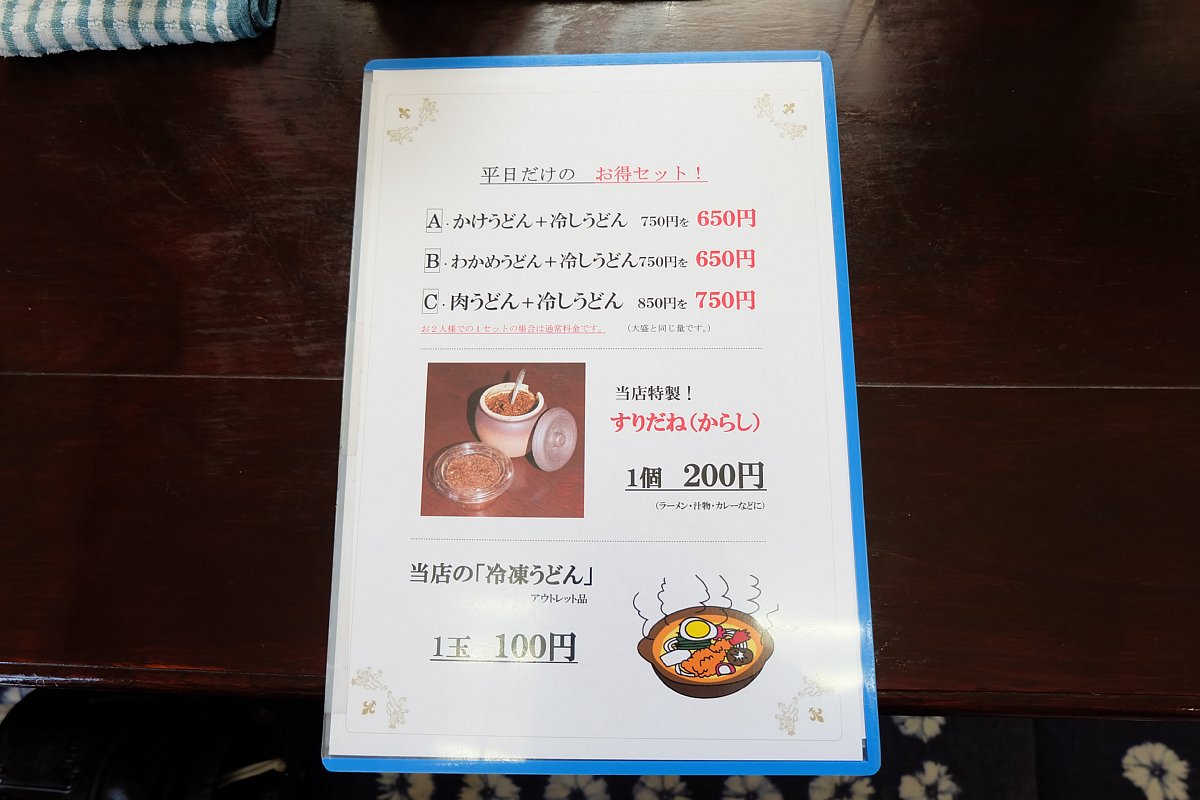 平日だけの　お得セット！
A・かけうどん＋冷しうどん　750円を 650円
B・わかめうどん＋冷しうどん750円を 650円
C・肉うどん＋冷しうどん　850円を 750円
お２人様での１セットの場合は通常料金です。　（大盛と同じ量です。）
当店特製！
すりだね（からし）
1個　200円
（ラーメン・汁物・カレーなどに）
当店の「冷凍うどん」
アウトレット品
1玉　100円